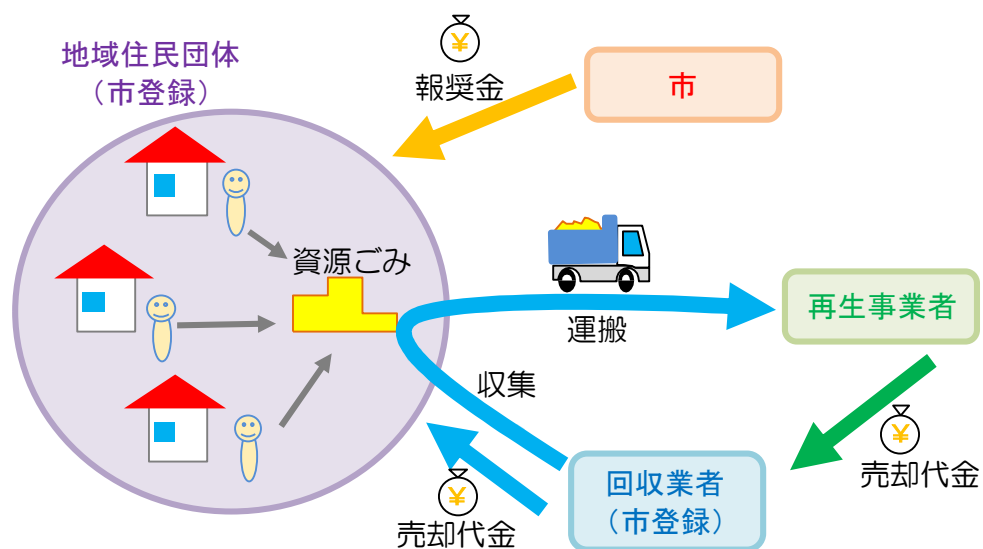 地域住民団体
（市登録）
¥
報奨金
市
資源ごみ
運搬
再生事業者
収集
¥
売却代金
¥
売却代金
回収業者
（市登録）